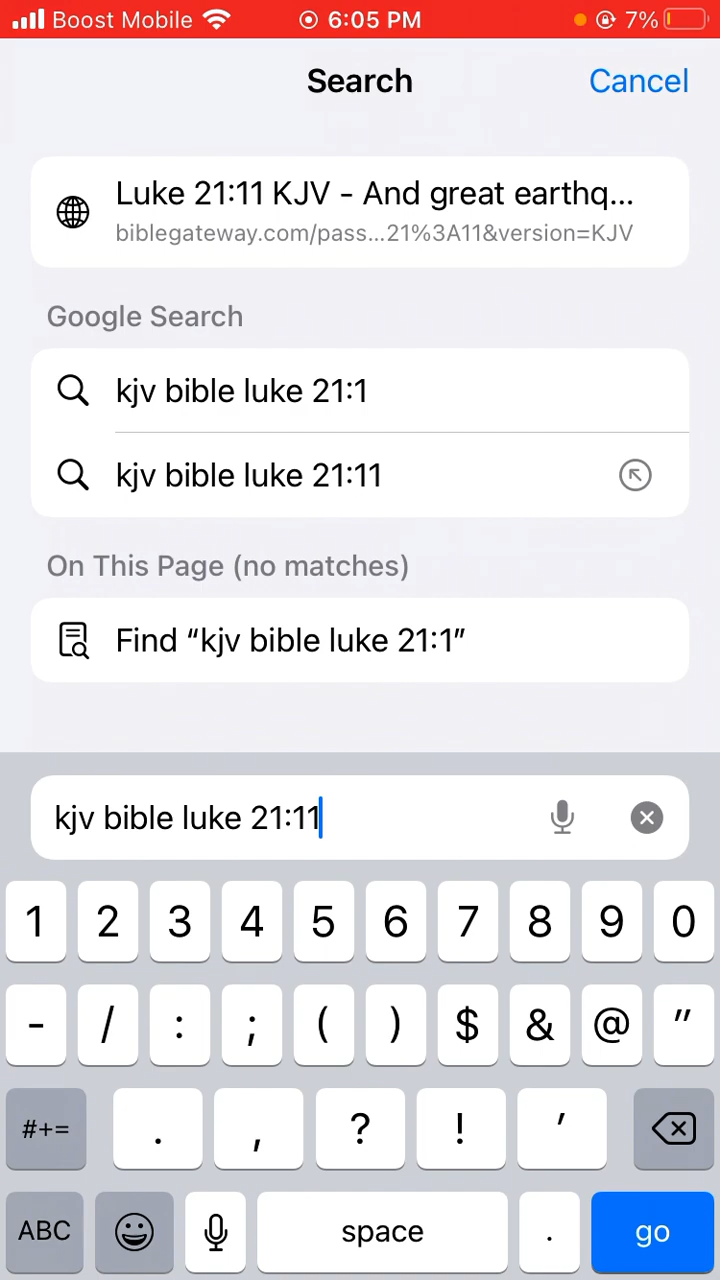 Boost Mobile 6:05 PM 7%
Search Cancel
Luke 21:11 KJV - And great earthq...
biblegateway.com/pass...21%3A11&version=KJV
Google Search
kjv bible luke 21:1
kjv bible luke 21:11
On This Page (no matches)
Find “kjv bible luke 21:1”
kjv bible luke 21:11
1 2 3 4 5 6 7 8 9 0
- / : ; ( ) $ & @ "
#+= . , ? ! '
ABC space . go